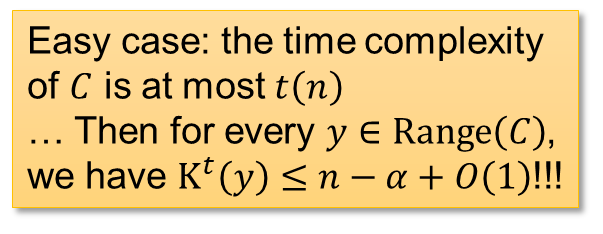 Easy case: the time complexity
of 𝐶 is at most 𝑡(𝑛)
… Then for every 𝑦 ∈ Range(𝐶),
we have K^𝑡(𝑦) ≤ 𝑛 − 𝛼 + 𝑂(1)!!!